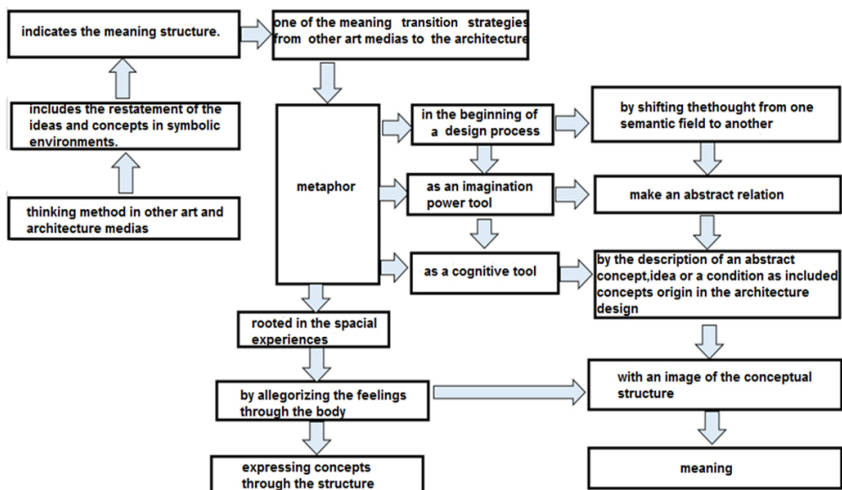 indicates the meaning structure.
one of the meaning transition strategies
from other art medias to the architecture
includes the restatement of the
ideas and concepts in symbolic
environments.
thinking method in other art and
architecture medias
metaphor
in the beginning of
a design process
by shifting thethought from one
semantic field to another
as an imagination
power tool
make an abstract relation
as a cognitive tool
by the description of an abstract
concept,idea or a condition as included
concepts origin in the architecture
design
rooted in the spacial
experiences
by allegorizing the feelings
through the body
with an image of the conceptual
structure
expressing concepts
through the structure
meaning